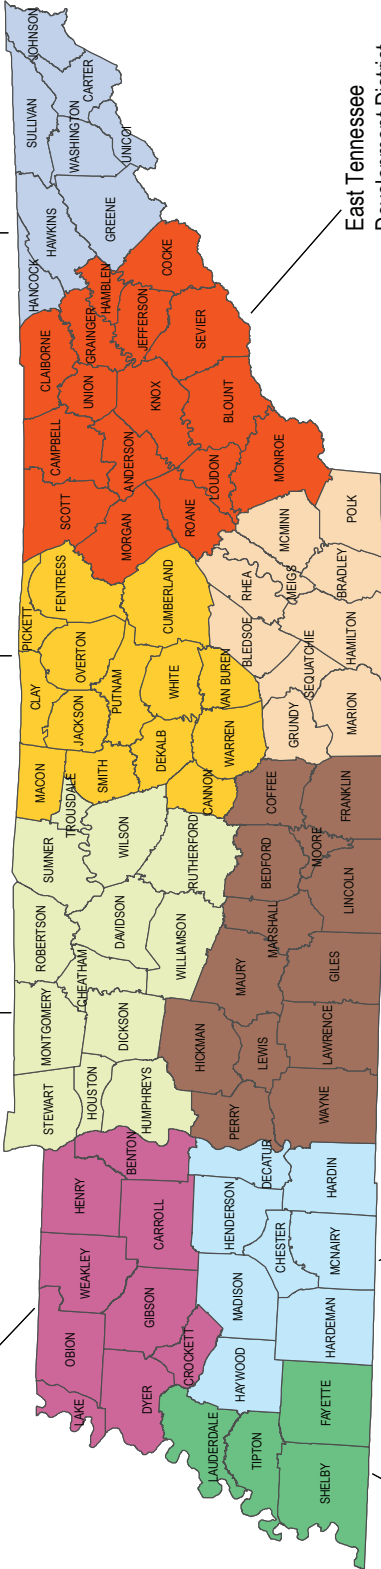 JOHNSON
CARTER
SULLIVAN
WASHINGTON
UNICOI
HAWKINS
GREENE
HANCOCK
COCKE
HAMBLEN
GRAINGER
JEFFERSON
SEVIER
CLAIBORNE
UNION
KNOX
BLOUNT
CAMPBELL
ANDERSON
LOUDON
MONROE
SCOTT
MORGAN
ROANE
East Tennessee
Development District
POLK
MCMINN
BRADLEY
MEIGS
RHEA
HAMILTON
BLEDSOE
SEQUATCHIE
MARION
GRUNDY
FENTRESS
CUMBERLAND
PICKETT
OVERTON
PUTNAM
WHITE
VAN BUREN
CLAY
JACKSON
DEKALB
WARREN
SMITH
CANNON
MACON
TROUSDALE
SUMNER
WILSON
RUTHERFORD
ROBERTSON
DAVIDSON
WILLIAMSON
CHEATHAM
MONTGOMERY
DICKSON
STEWART
HOUSTON
HUMPHREYS
COFFEE
FRANKLIN
MOORE
BEDFORD
LINCOLN
MARSHALL
GILES
MAURY
LAWRENCE
HICKMAN
LEWIS
WAYNE
PERRY
BENTON
HENRY
CARROLL
WEAKLEY
GIBSON
OBION
CROCKETT
LAKE
DYER
DECATUR
HARDIN
HENDERSON
CHESTER
MCNAIRY
MADISON
HARDEMAN
HAYWOOD
LAUDERDALE
TIPTON
FAYETTE
SHELBY